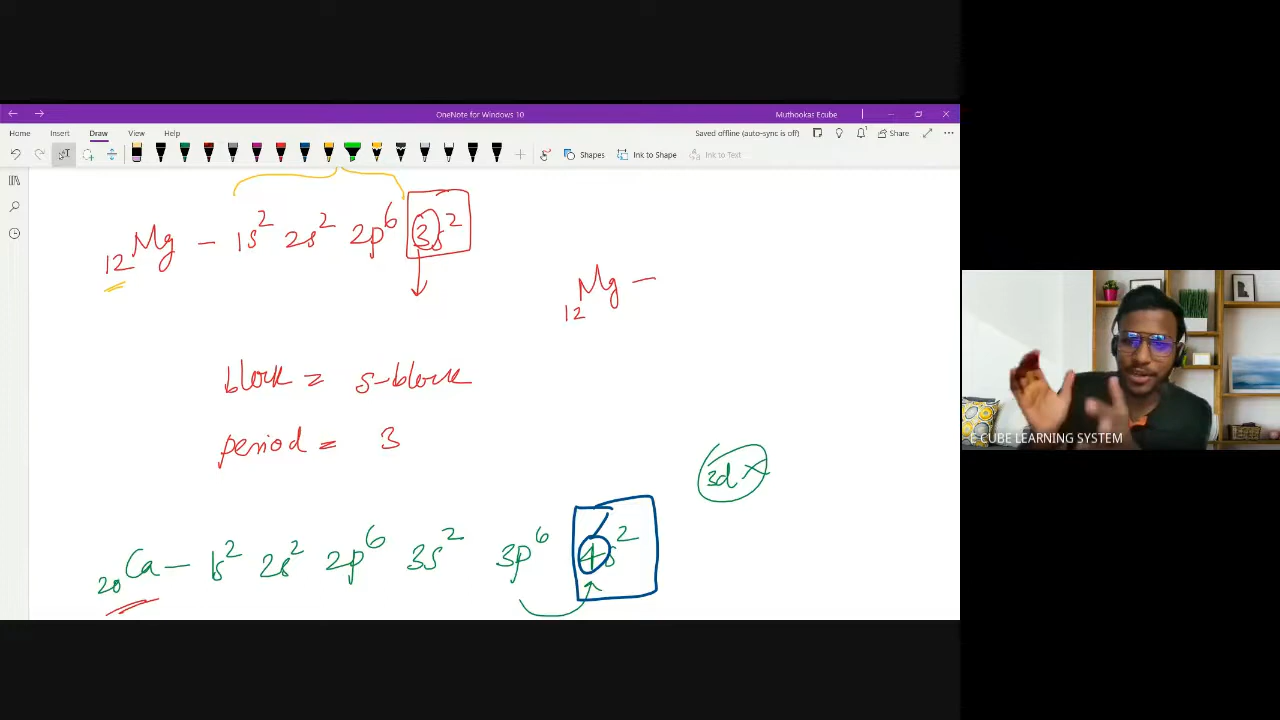 OneNote for Windows 10
Muthookas Ecube
Home Insert Draw View Help
Saved offline (auto-sync is off)
Share
Shapes
Ink to Shape
Ink to Text
12Mg - 1s2 2s2 2p6 3s2
12Mg -
block = s-block
period = 3
3d X
20Ca - 1s2 2s2 2p6 3s2 3p6 4s2
E CUBE LEARNING SYSTEM